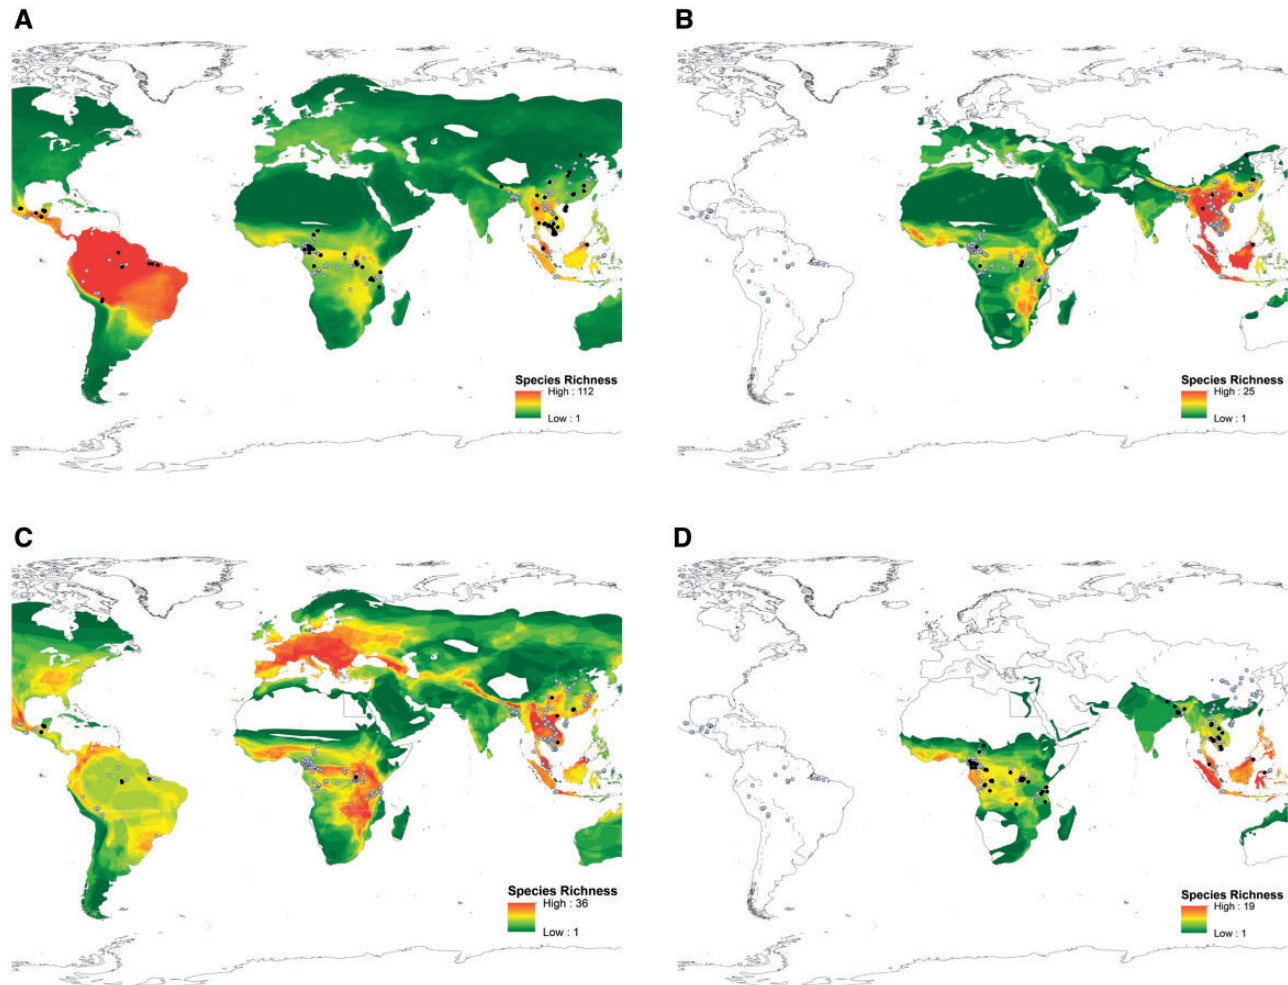 A
B
Species Richness
High : 112
Low : 1
Species Richness
High : 25
Low : 1
C
D
Species Richness
High : 36
Low : 1
Species Richness
High : 19
Low : 1